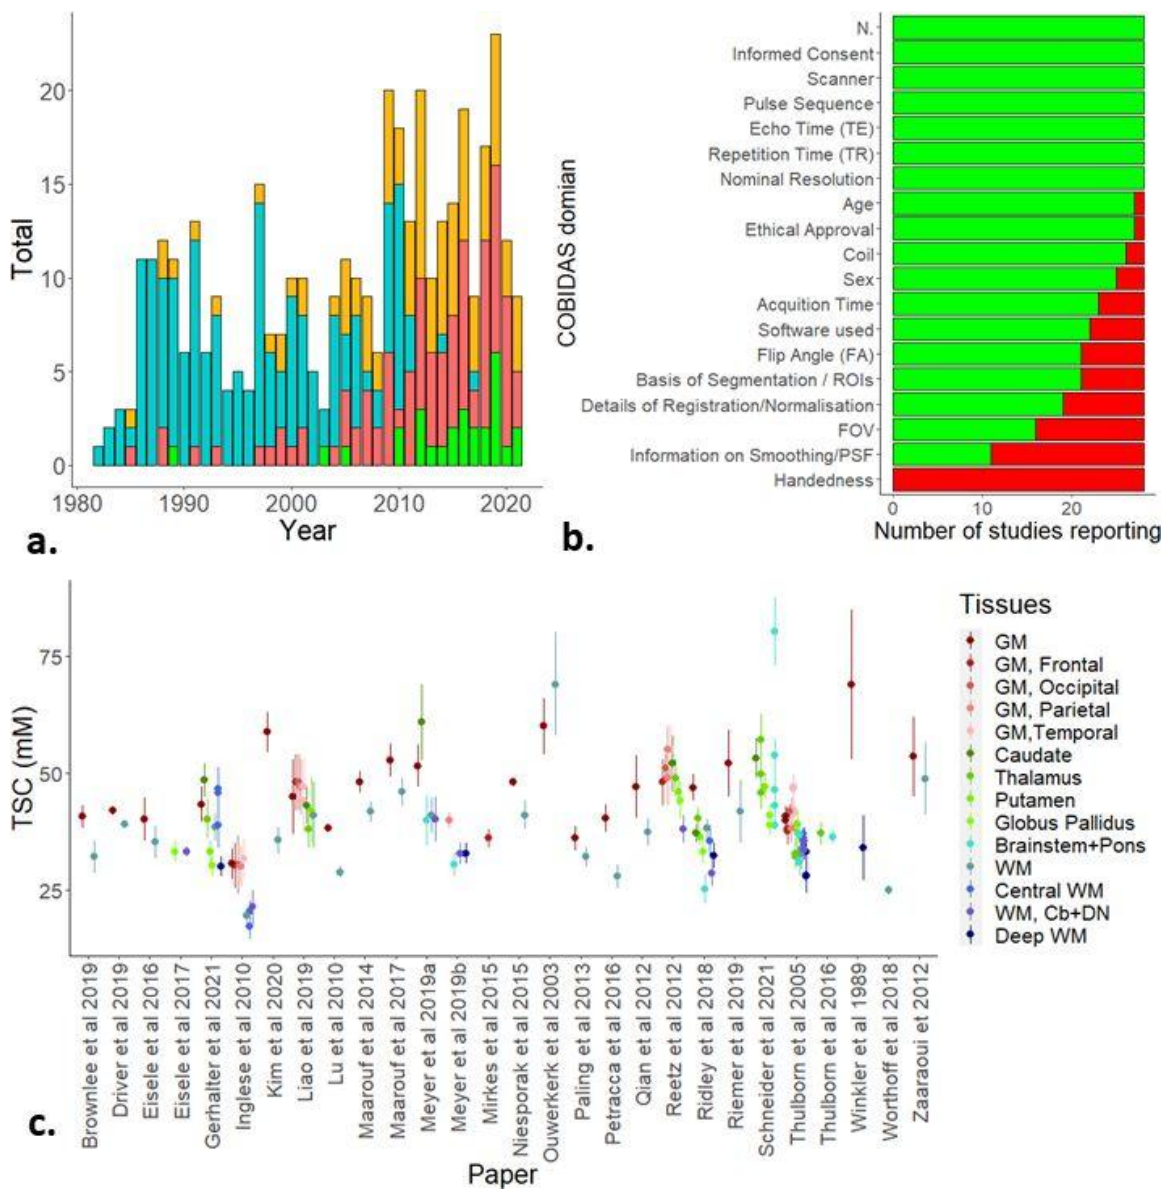 20
15
10
5
0
Total
1980
1990
2000
2010
2020
Year
a.
COBIDAS domian
N.
Informed Consent
Scanner
Pulse Sequence
Echo Time (TE)
Repetition Time (TR)
Nominal Resolution
Age
Ethical Approval
Coil
Sex
Acquition Time
Software used
Flip Angle (FA)
Basis of Segmentation / ROIs
Details of Registration/Normalisation
FOV
Information on Smoothing/PSF
Handedness
0
10
20
Number of studies reporting
b.
TSC (mM)
75
50
25
Brownlee et al 2019
Driver et al 2019
Eisele et al 2016
Eisele et al 2017
Gerhalter et al 2021
Inglese et al 2010
Kim et al 2020
Liao et al 2019
Lu et al 2010
Maarouf et al 2014
Maarouf et al 2017
Meyer et al 2019a
Meyer et al 2019b
Mirkes et al 2015
Niesporak et al 2015
Ouwerkerk et al 2003
Paling et al 2013
Petracca et al 2016
Qian et al 2012
Reetz et al 2012
Ridley et al 2018
Riemer et al 2019
Schneider et al 2021
Thulborn et al 2005
Thulborn et al 2016
Winkler et al 1989
Worthoff et al 2018
Zaaraoui et al 2012
Paper
c.
Tissues
GM
GM, Frontal
GM, Occipital
GM, Parietal
GM,Temporal
Caudate
Thalamus
Putamen
Globus Pallidus
Brainstem+Pons
WM
Central WM
WM, Cb+DN
Deep WM